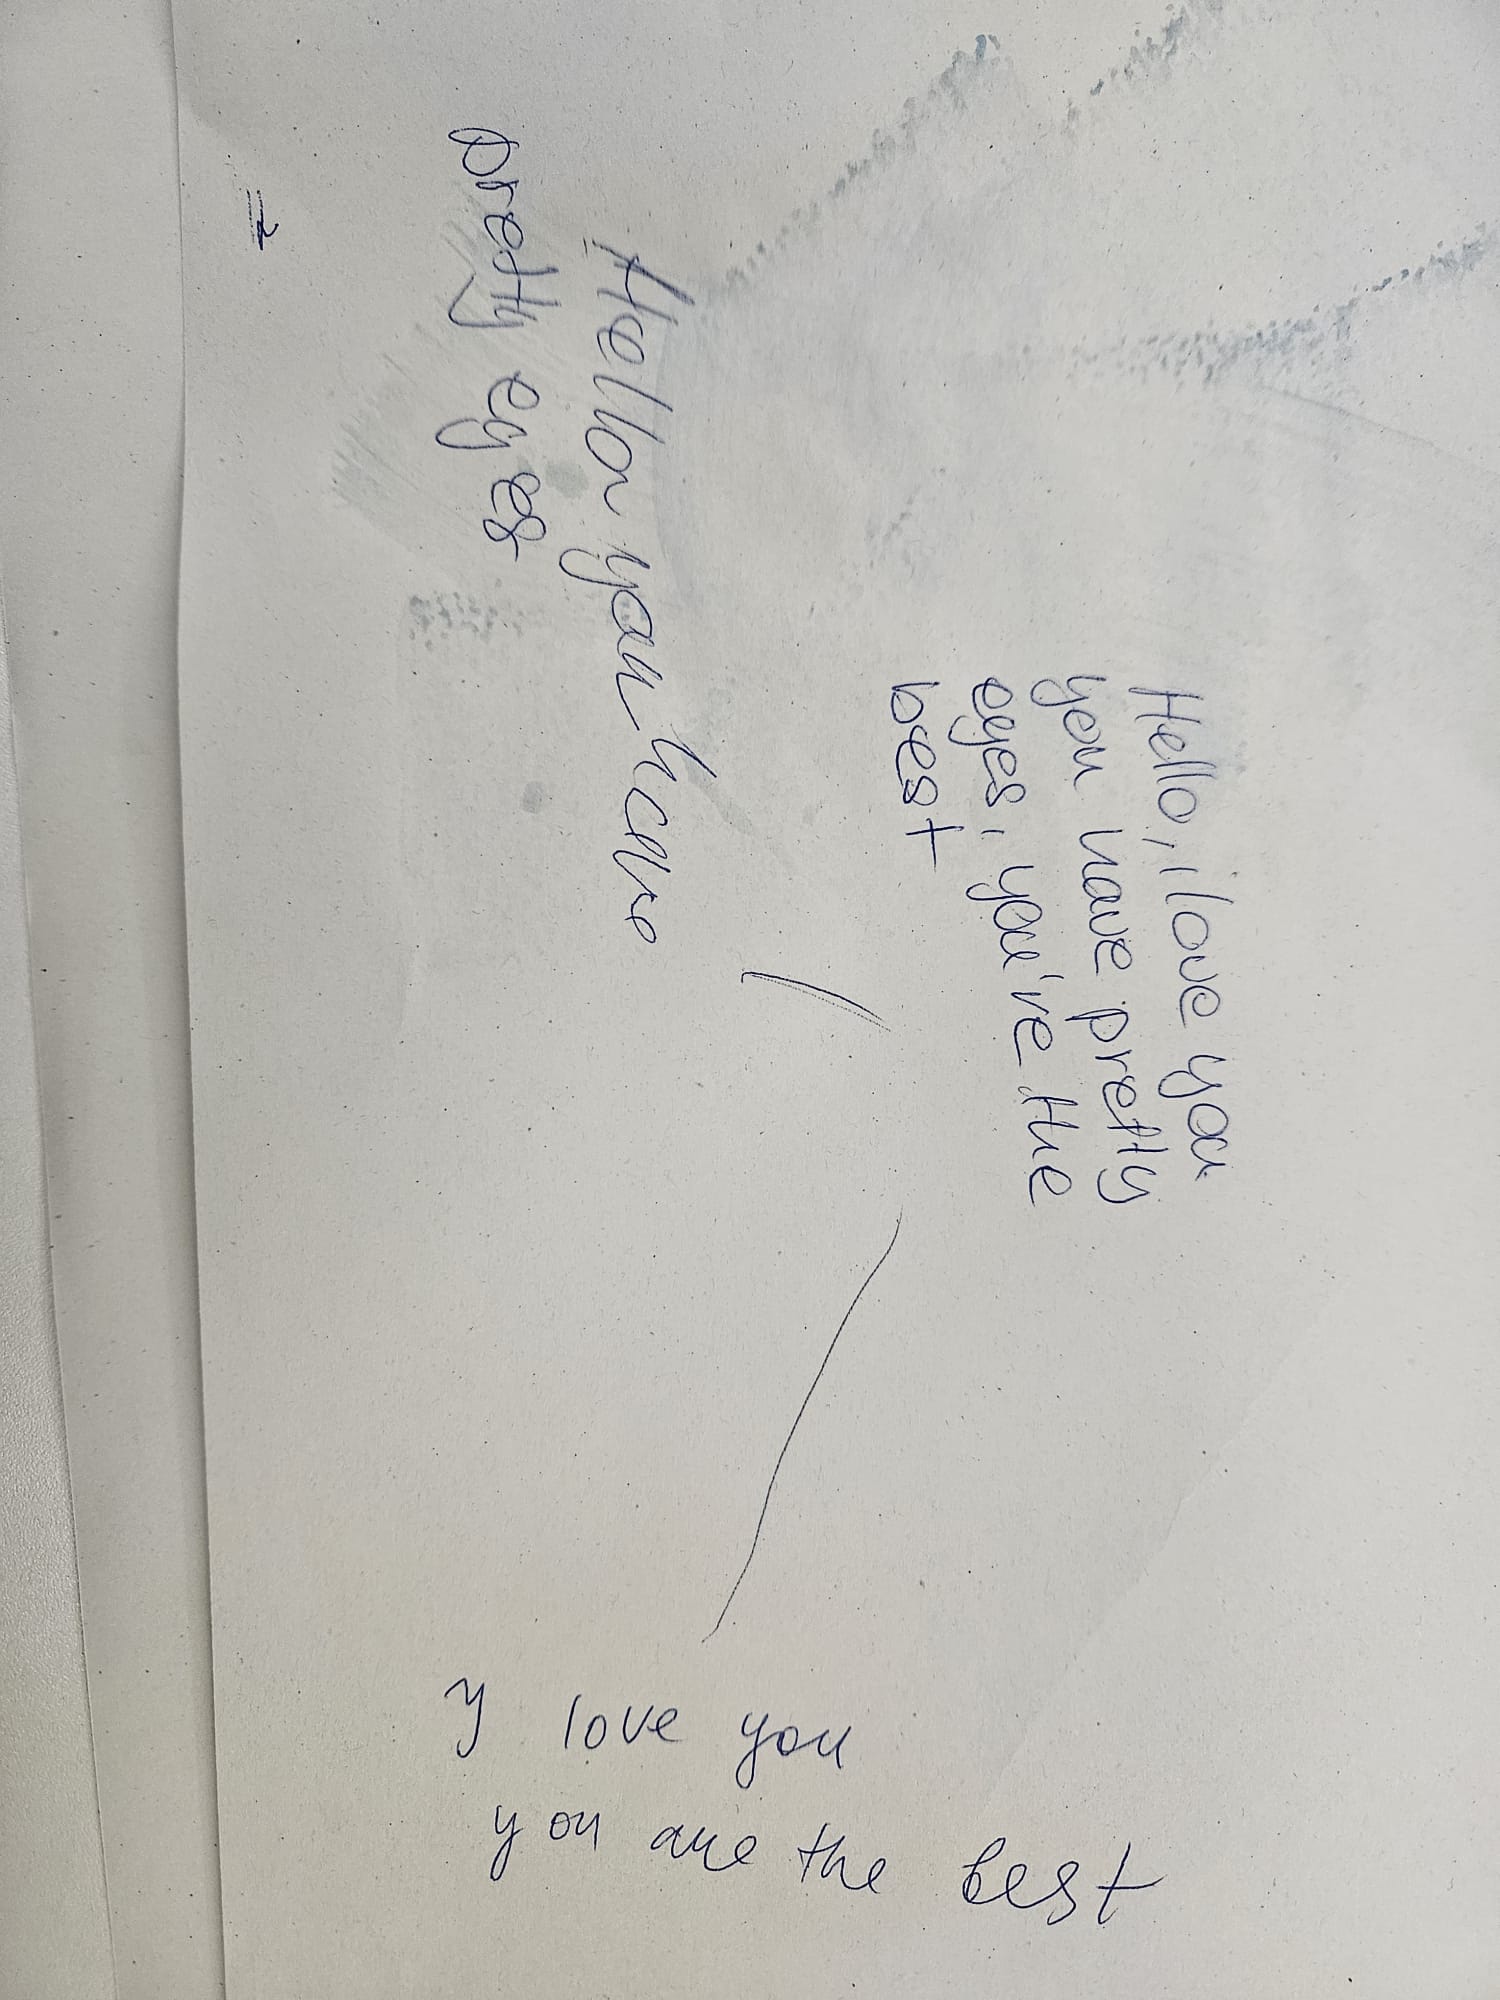 Hello, i love you
you have pretty
eyes, you're the
best
Hello you have
pretty eyes
y love you
you are the best